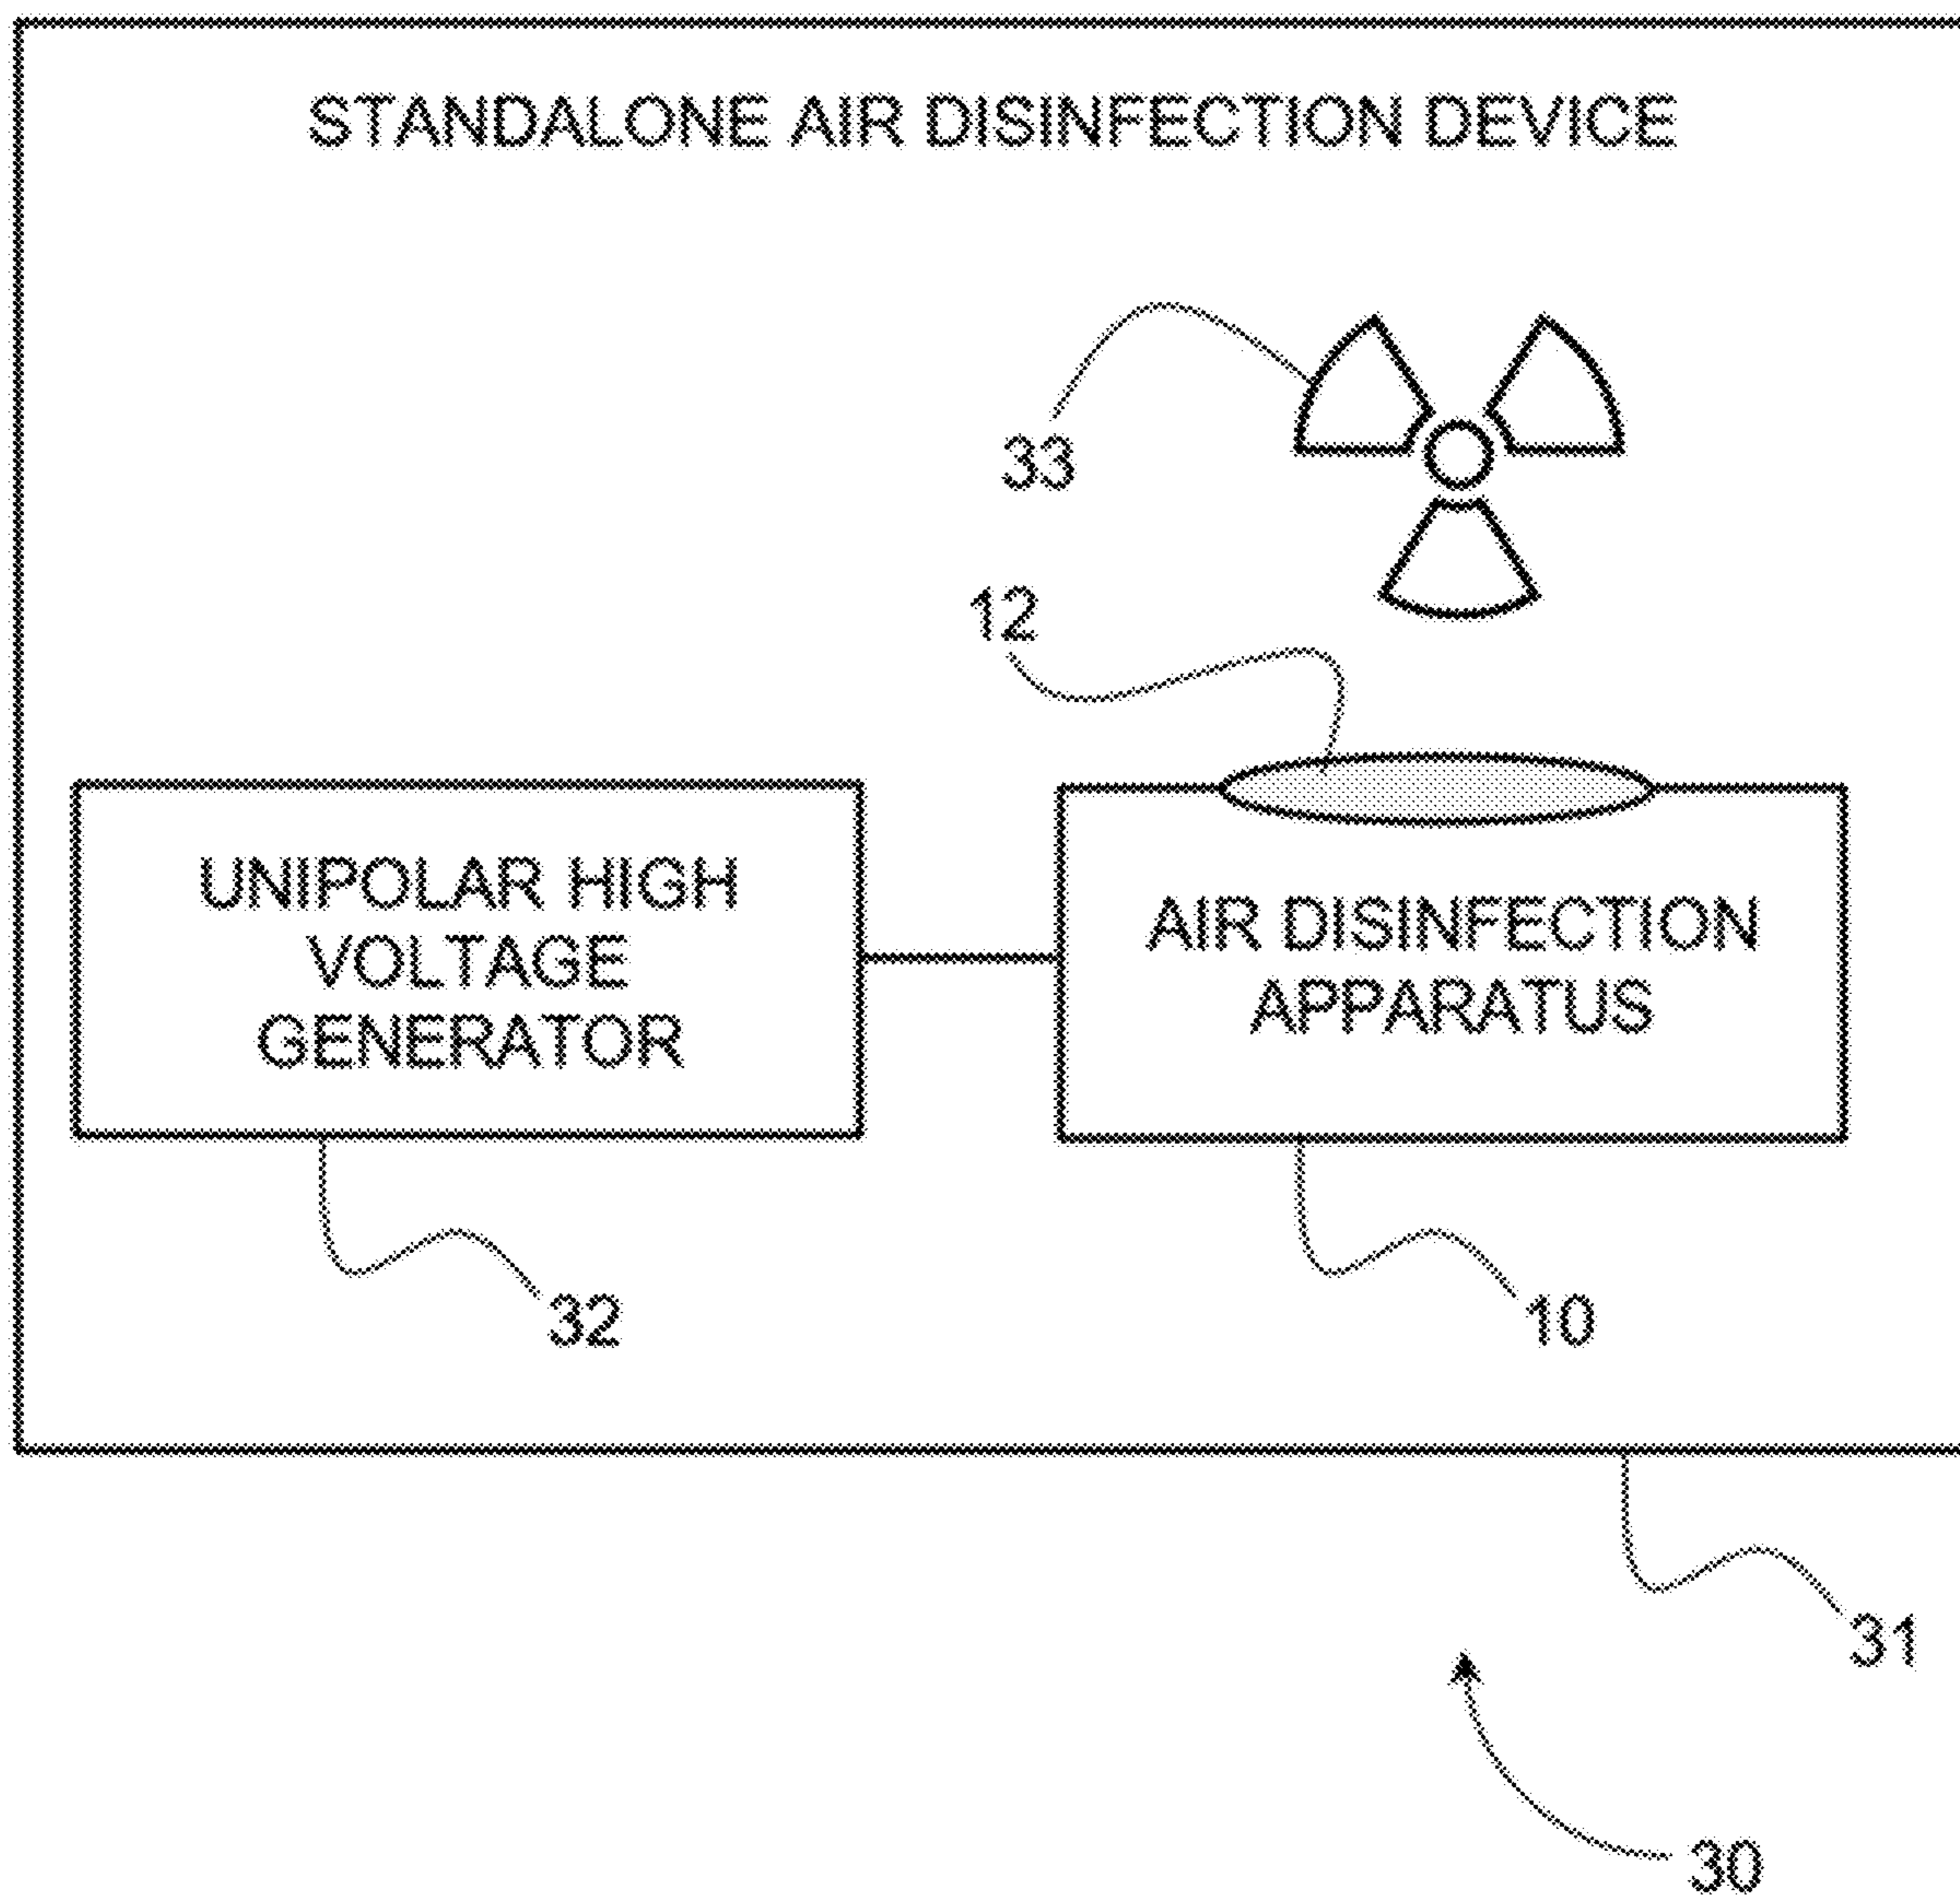 STANDALONE AIR DISINFECTION DEVICE
33
12
UNIPOLAR HIGH
VOLTAGE
GENERATOR
AIR DISINFECTION
APPARATUS
32
10
31
30